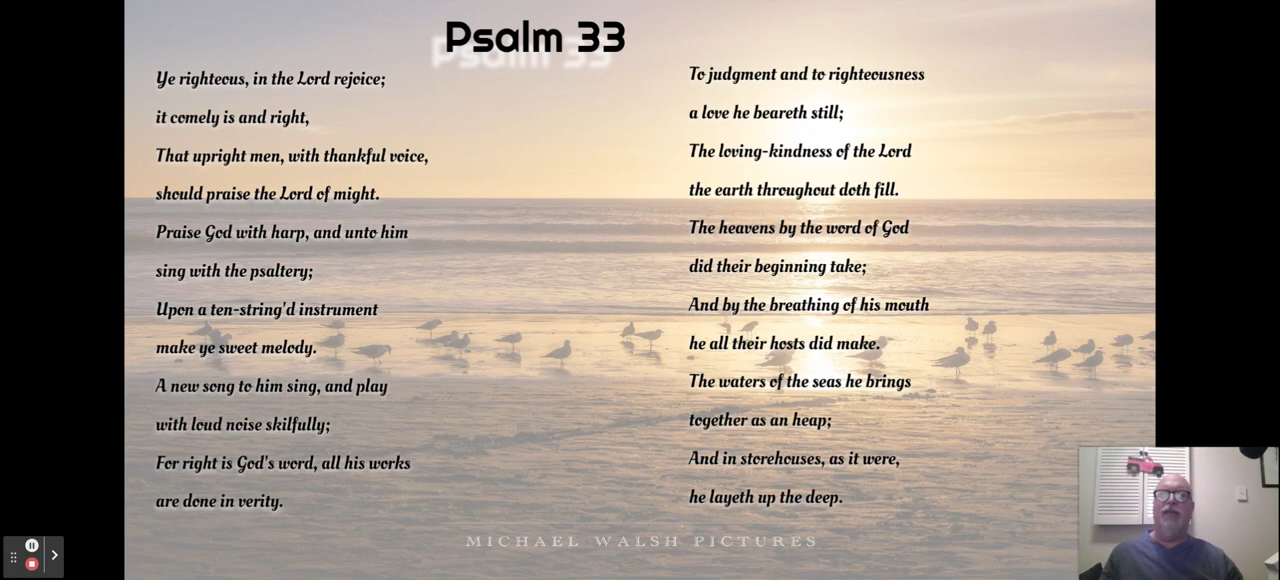 Psalm 33
Ye righteous, in the Lord rejoice;
it comely is and right,
That upright men, with thankful voice,
should praise the Lord of might.
Praise God with harp, and unto him
sing with the psaltery;
Upon a ten-string'd instrument
make ye sweet melody.
A new song to him sing, and play
with loud noise skilfully;
For right is God's word, all his works
are done in verity.
To judgment and to righteousness
a love he beareth still;
The loving-kindness of the Lord
the earth throughout doth fill.
The heavens by the word of God
did their beginning take;
And by the breathing of his mouth
he all their hosts did make.
The waters of the seas he brings
together as an heap;
And in storehouses, as it were,
he layeth up the deep.
MICHAEL WALSH PICTURES